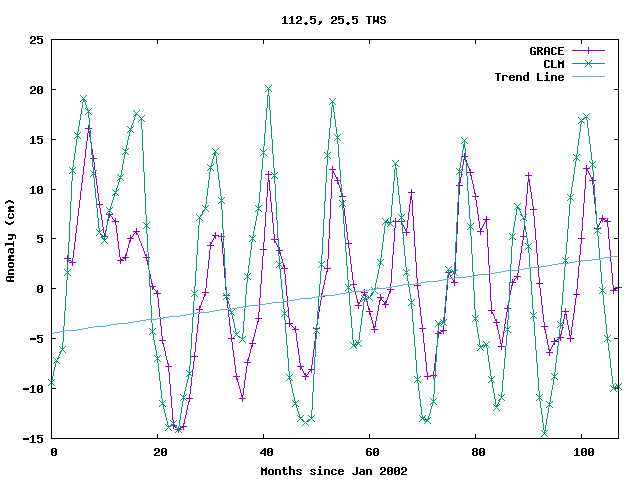 112.5, 25.5 TWS
GRACE
CLM
Trend Line
25
20
15
10
5
0
-5
-10
-15
Anomaly (cm)
0 20 40 60 80 100
Months since Jan 2002